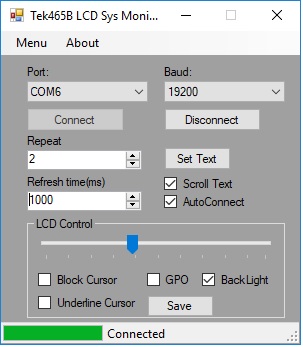 Tek465B LCD Sys Moni...
Menu About
Port: Baud:
COM6 19200
Connect Disconnect
Repeat
2 Set Text
Refresh time(ms) Scroll Text
1000 AutoConnect
LCD Control
Block Cursor GPO BackLight
Underline Cursor Save
Connected